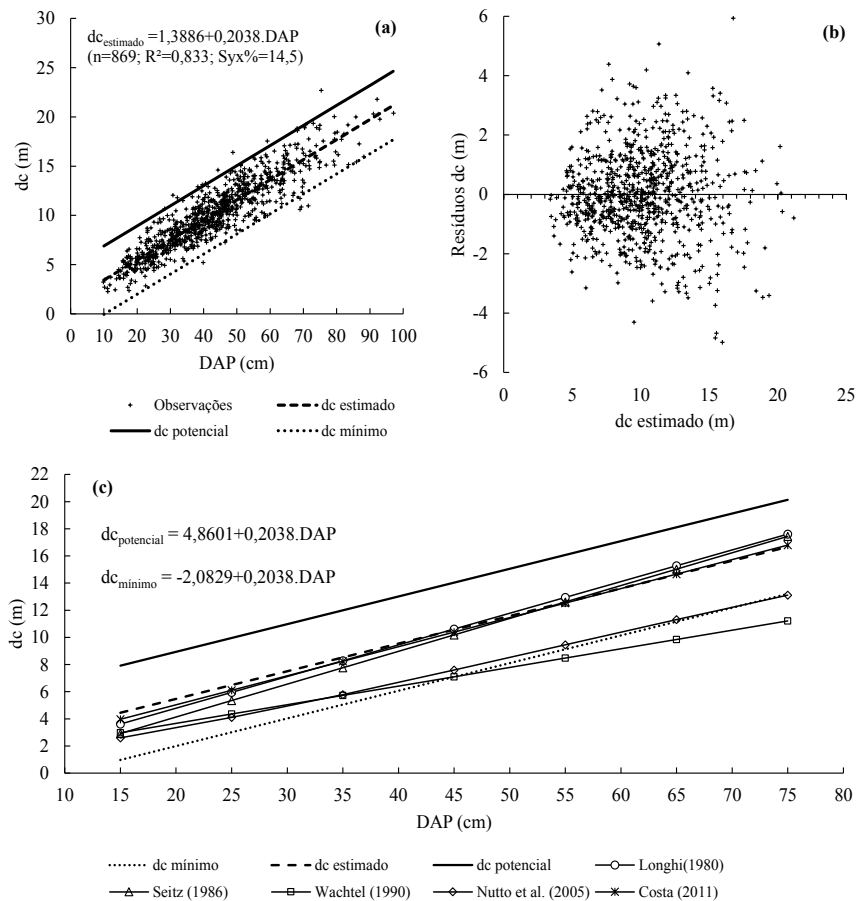 (a)
dc estimado =1,3886+0,2038.DAP
(n=869; R²=0,833; Syx%=14,5)
dc (m)
30
25
20
15
10
5
0
0 10 20 30 40 50 60 70 80 90 100
DAP (cm)
Observações
dc estimado
dc potencial
dc mínimo
(b)
Resíduos dc (m)
6
4
2
0
-2
-4
-6
0 5 10 15 20 25
dc estimado (m)
(c)
dc potencial = 4,8601+0,2038.DAP
dc mínimo = -2,0829+0,2038.DAP
dc (m)
22
20
18
16
14
12
10
8
6
4
2
0
10 15 20 25 30 35 40 45 50 55 60 65 70 75 80
DAP (cm)
dc mínimo
dc estimado
dc potencial
Longhi(1980)
Seitz (1986)
Wachtel (1990)
Nutto et al. (2005)
Costa (2011)